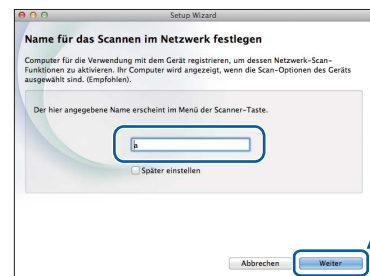 Setup Wizard
Name für das Scannen im Netzwerk festlegen
Computer für die Verwendung mit dem Gerät registrieren, um dessen Netzwerk-Scan-
Funktionen zu aktivieren. Ihr Computer wird angezeigt, wenn die Scan-Optionen des Geräts
ausgewählt sind. (Empfohlen).
Der hier angegebene Name erscheint im Menü der Scanner-Taste.
a
Später einstellen
Abbrechen
Weiter